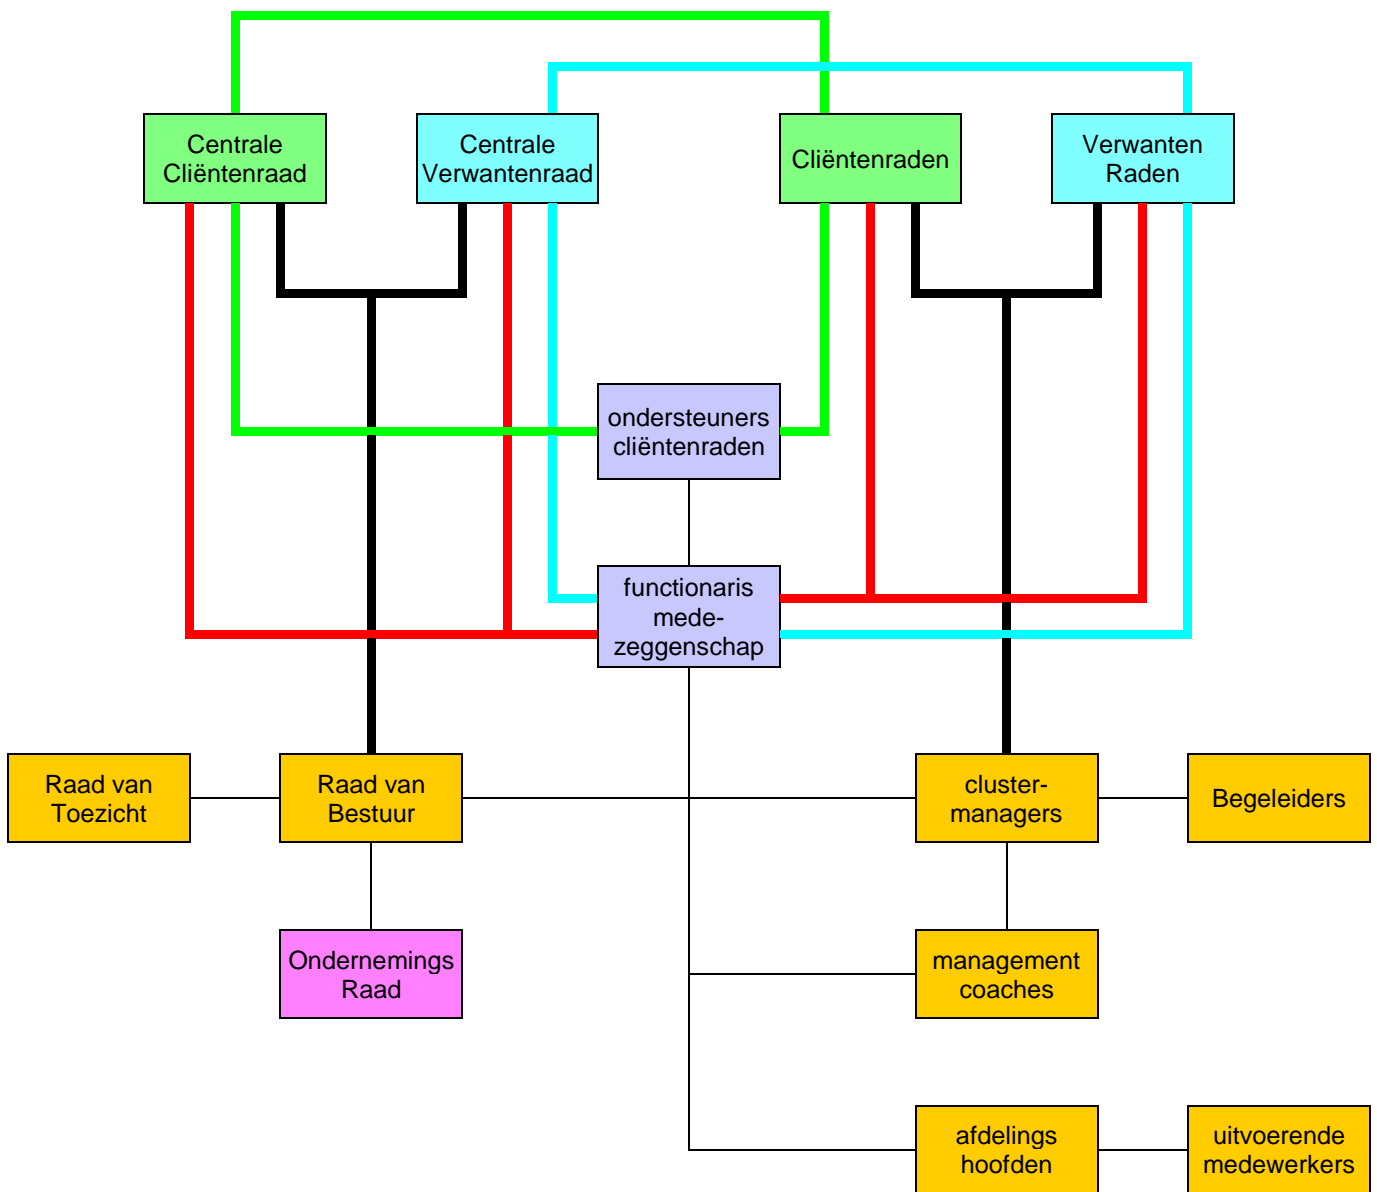 Centrale
Cliëntenraad
Centrale
Verwantenraad
Cliëntenraden
Verwanten
Raden
ondersteuners
cliëntenraden
functionaris
mede-
zeggenschap
Raad van
Toezicht
Raad van
Bestuur
cluster-
managers
Begeleiders
Ondernemings
Raad
management
coaches
afdelings
hoofden
uitvoerende
medewerkers